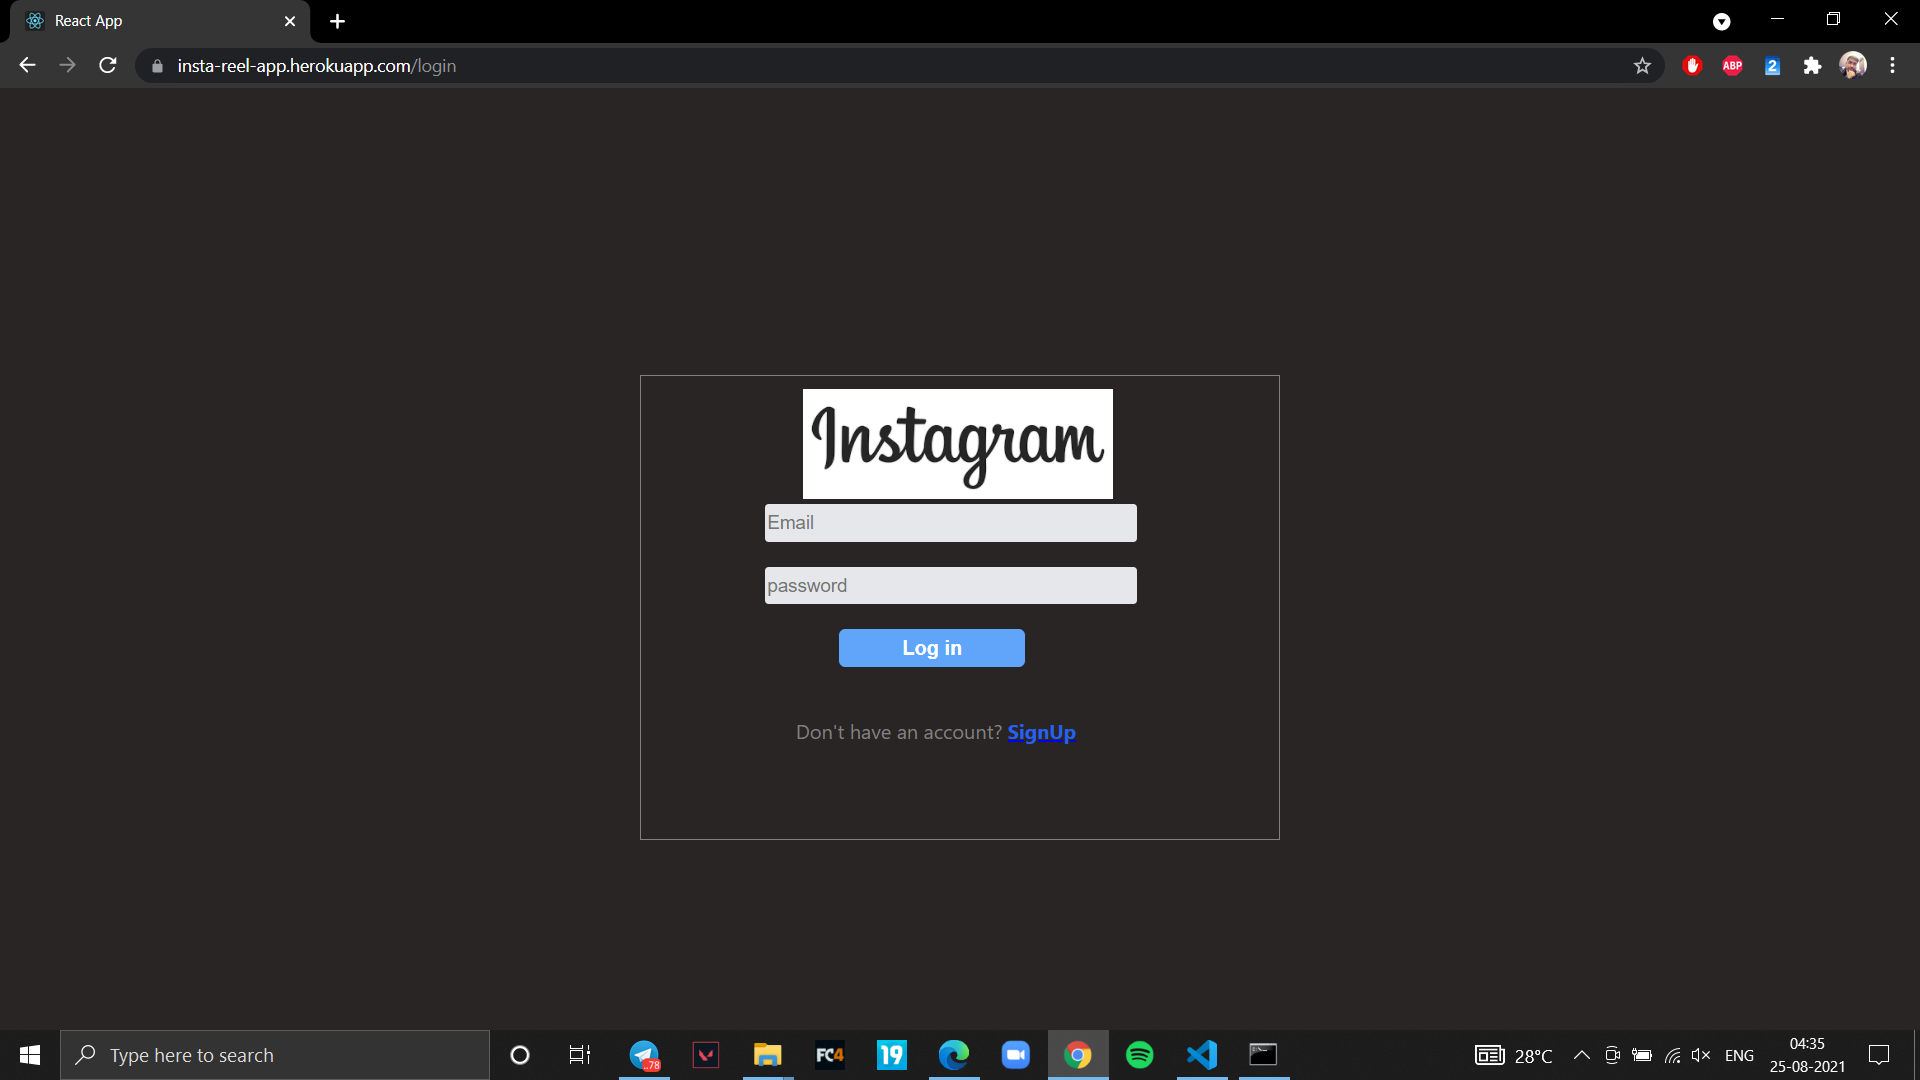 React App
insta-reel-app.herokuapp.com/login
ABP
2
Instagram
Email
password
Log in
Don't have an account? SignUp
Type here to search
..78
FC4
19
28°C
ENG
04:35
25-08-2021